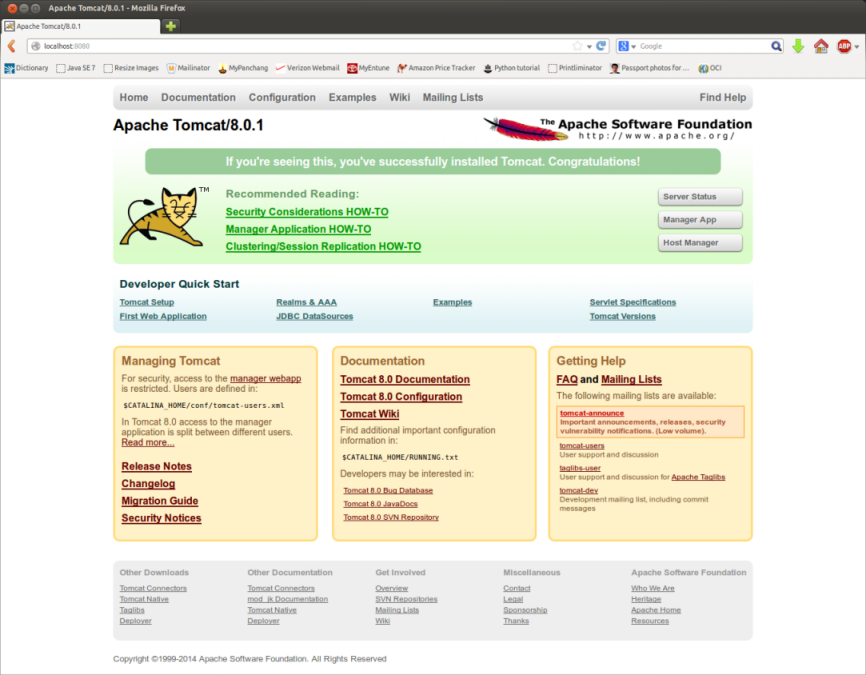 Apache Tomcat/8.0.1 - Mozilla Firefox
Apache Tomcat/8.0.1
localhost:8080
Google
ABP
Dictionary Java SE 7 Resize Images Mailinator MyPanchang Verizon Webmail MyEntune Amazon Price Tracker Python tutorial Printliminator Passport photos for ... OCI
Home Documentation Configuration Examples Wiki Mailing Lists Find Help
Apache Tomcat/8.0.1
The Apache Software Foundation
http://www.apache.org/
If you're seeing this, you've successfully installed Tomcat. Congratulations!
TM
Recommended Reading:
Security Considerations HOW-TO
Manager Application HOW-TO
Clustering/Session Replication HOW-TO
Server Status
Manager App
Host Manager
Developer Quick Start
Tomcat Setup Realms & AAA Examples Servlet Specifications
First Web Application JDBC DataSources Tomcat Versions
Managing Tomcat
For security, access to the manager webapp
is restricted. Users are defined in:
$CATALINA_HOME/conf/tomcat-users.xml
In Tomcat 8.0 access to the manager
application is split between different users.
Read more...
Release Notes
Changelog
Migration Guide
Security Notices
Documentation
Tomcat 8.0 Documentation
Tomcat 8.0 Configuration
Tomcat Wiki
Find additional important configuration
information in:
$CATALINA_HOME/RUNNING.txt
Developers may be interested in:
Tomcat 8.0 Bug Database
Tomcat 8.0 JavaDocs
Tomcat 8.0 SVN Repository
Getting Help
FAQ and Mailing Lists
The following mailing lists are available:
tomcat-announce
Important announcements, releases, security
vulnerability notifications. (Low volume).
tomcat-users
User support and discussion
taglibs-user
User support and discussion for Apache Taglibs
tomcat-dev
Development mailing list, including commit
messages
Other Downloads
Tomcat Connectors
Tomcat Native
Taglibs
Deployer
Other Documentation
Tomcat Connectors
mod_jk Documentation
Tomcat Native
Deployer
Get Involved
Overview
SVN Repositories
Mailing Lists
Wiki
Miscellaneous
Contact
Legal
Sponsorship
Thanks
Apache Software Foundation
Who We Are
Heritage
Apache Home
Resources
Copyright ©1999-2014 Apache Software Foundation. All Rights Reserved